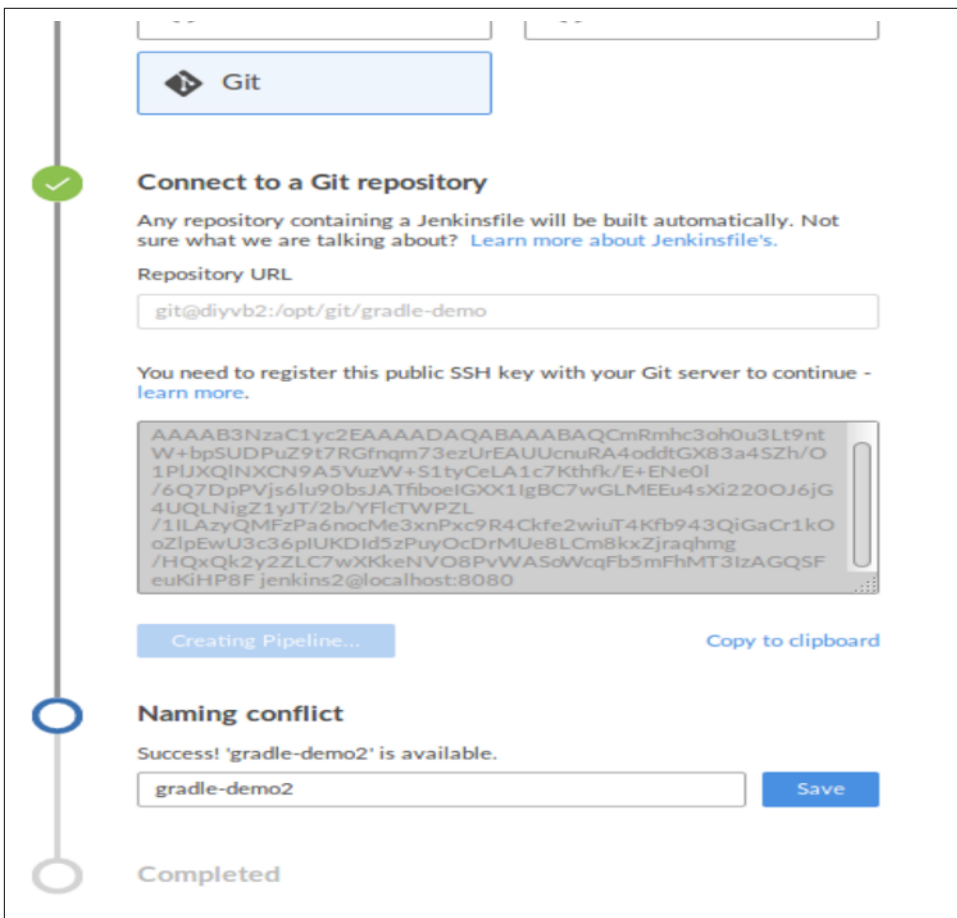 Git
Connect to a Git repository
Any repository containing a Jenkinsfile will be built automatically. Not
sure what we are talking about? Learn more about Jenkinsfile's.
Repository URL
git@diyvb2:/opt/git/gradle-demo
You need to register this public SSH key with your Git server to continue -
learn more.
AAAAB3NzaC1yc2EAAAADAQABAAABAQCmRmhc3oh0u3Lt9nt
W+bpSUDPuZ9t7RGfnqm73ezUrEAUUcnuRA4oddtGX83a4SZh/O
1PlJXQlNXCN9A5VuzW+S1tyCeLA1c7Kthfk/E+ENe0l
/6Q7DpPVjs6lu90bsJATfiboeIGXX1IgBC7wGLMEEu4sXi220OJ6jG
4UQLNigZ1yJT/2b/YFlcTWPZL
/1ILAzyQMFzPa6nocMe3xnPxc9R4Ckfe2wiuT4Kfb943QiGaCr1kO
oZlpEwU3c36pIUKDId5zPuyOcDrMUe8LCm8kxZjraqhmg
/HQxQk2y2ZLC7wXKkeNVO8PvWASoWcqFb5mFhMT3IzAGQSF
euKiHP8F jenkins2@localhost:8080
Creating Pipeline...
Copy to clipboard
Naming conflict
Success! 'gradle-demo2' is available.
gradle-demo2
Save
Completed